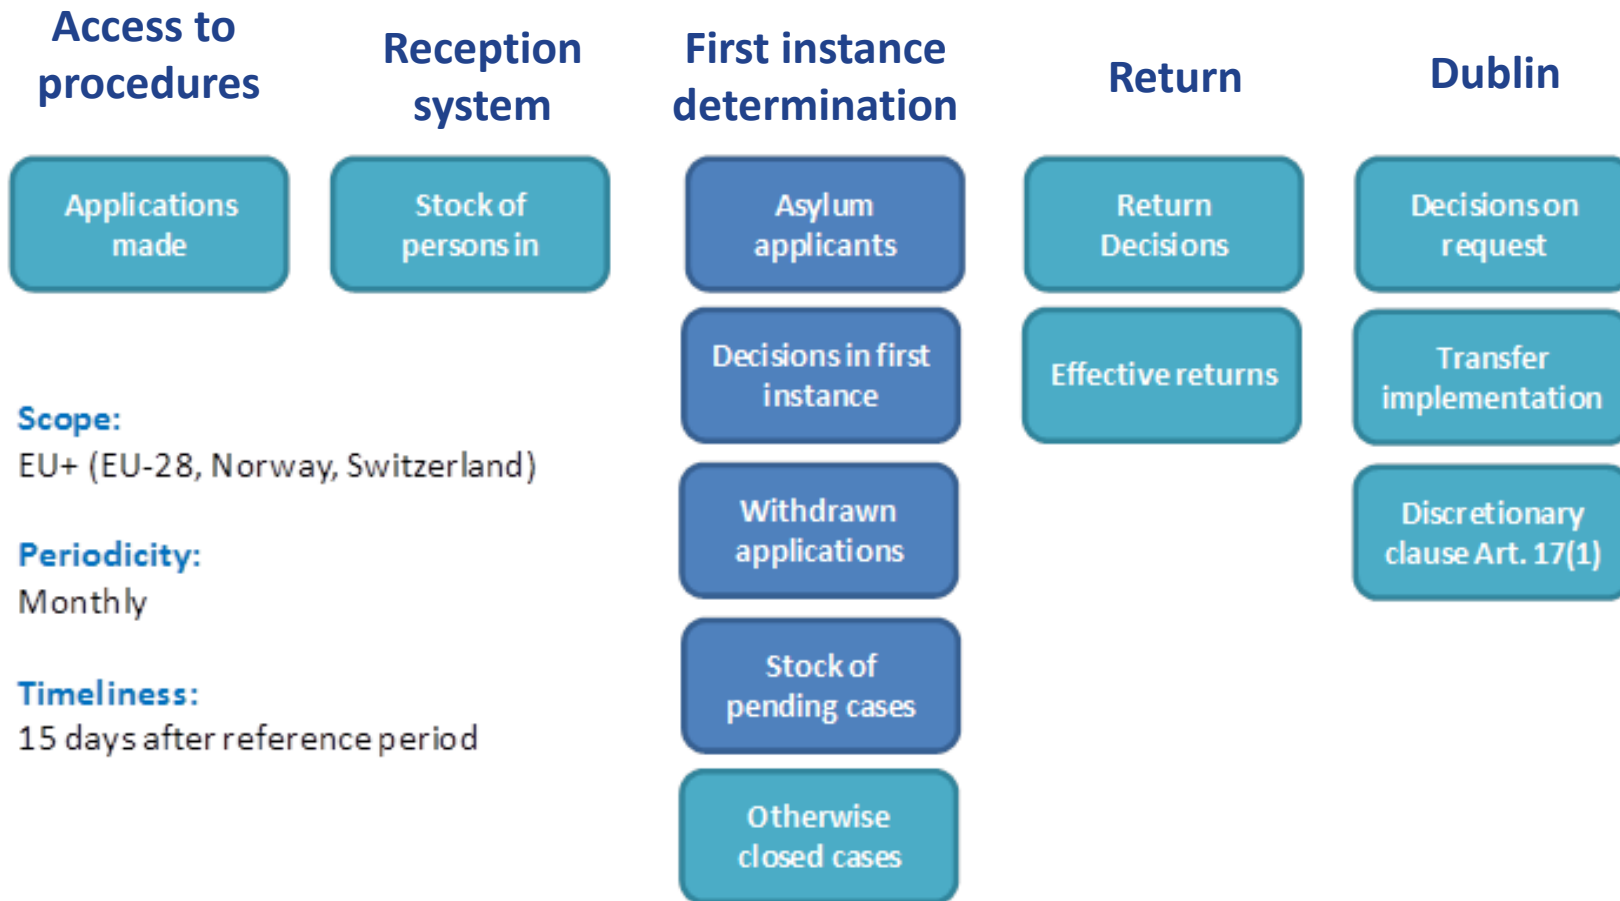 Access to
procedures
Reception
system
First instance
determination
Return
Dublin
Applications
made
Stock of
persons in
Asylum
applicants
Return
Decisions
Decisions on
request
Decisions in first
instance
Effective returns
Transfer
implementation
Scope:
EU+ (EU-28, Norway, Switzerland)
Withdrawn
applications
Discretionary
clause Art. 17(1)
Periodicity:
Monthly
Stock of
pending cases
Timeliness:
15 days after reference period
Otherwise
closed cases